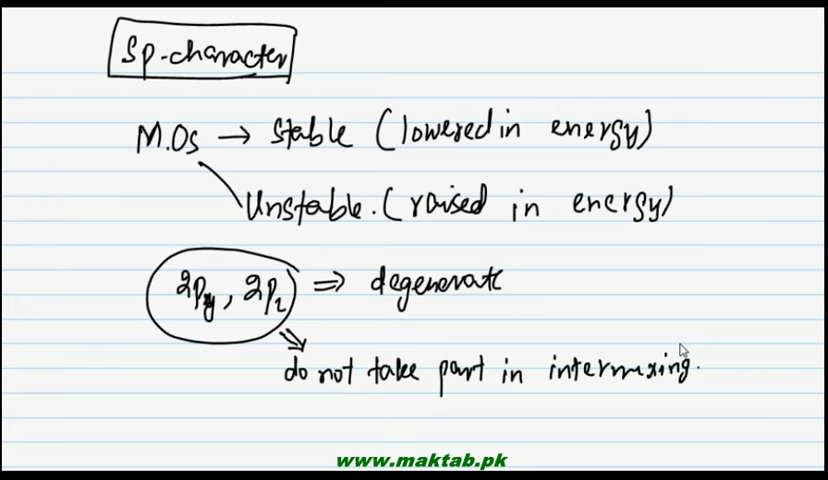 Sp-character
M.Os → Stable (lowered in energy)
Unstable. (raised in energy)
2py, 2pz ⇒ degenerate
do not take part in intermixing.
www.maktab.pk